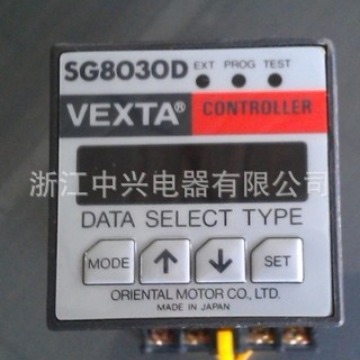 SG8030D
EXT PROG TEST
VEXTA® CONTROLLER
浙江中兴电器有限公司
DATA SELECT TYPE
MODE ↑ ↓ SET
ORIENTAL MOTOR CO., LTD.
MADE IN JAPAN